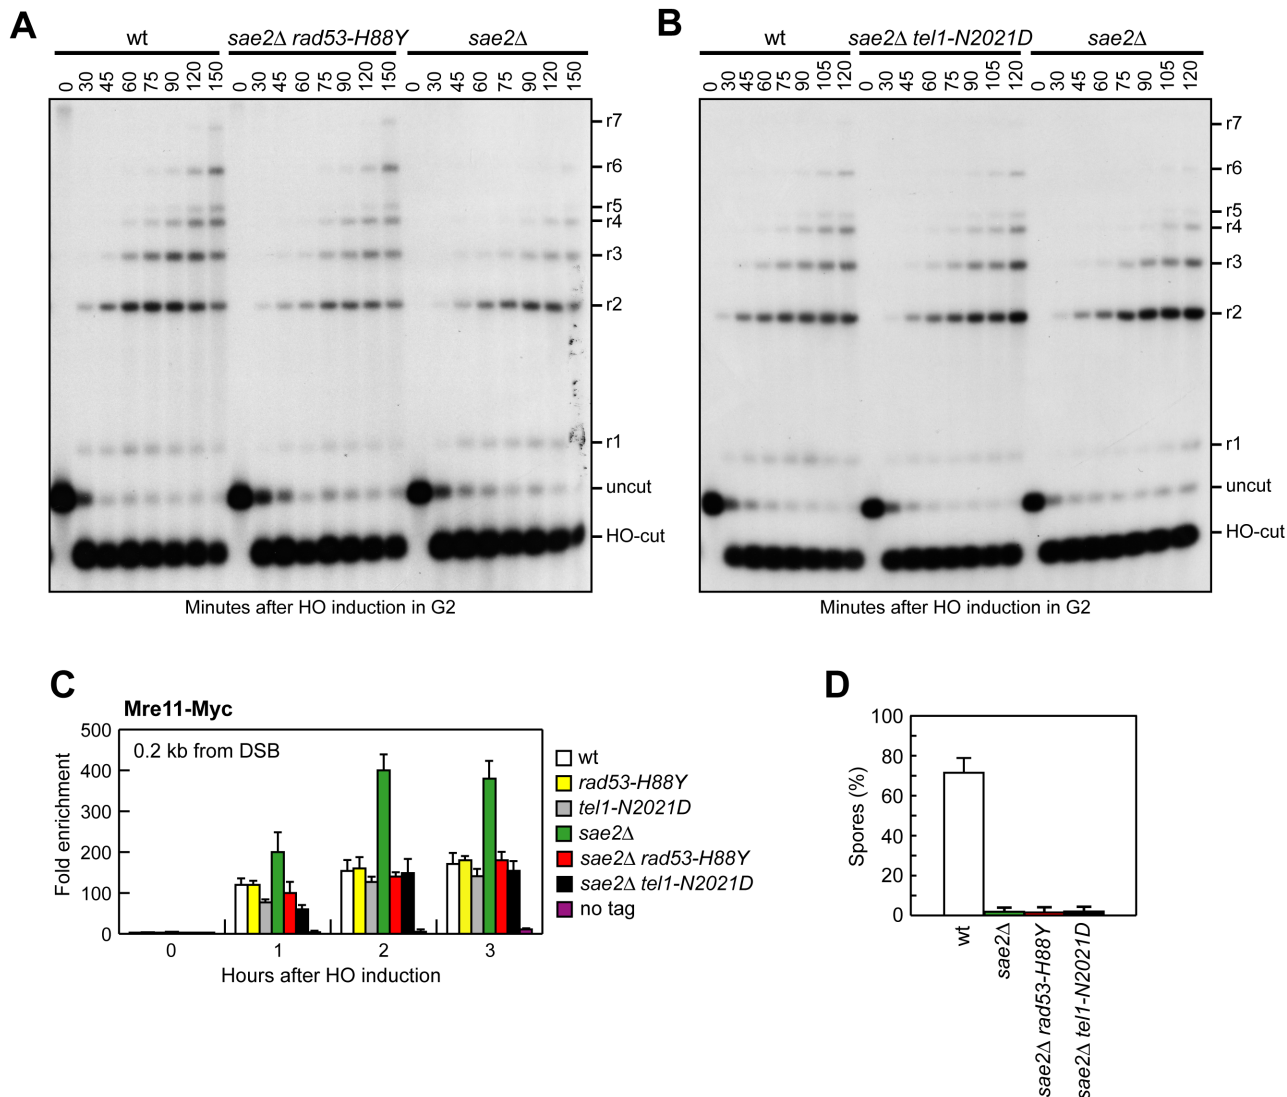 A
wt
sae2Δ rad53-H88Y
sae2Δ
0 30 45 60 75 90 120 150 0 30 45 60 75 90 120 150 0 30 45 60 75 90 120 150
r7
r6
r5
r4
r3
r2
r1
uncut
HO-cut
Minutes after HO induction in G2
B
wt
sae2Δ tel1-N2021D
sae2Δ
0 30 45 60 75 90 105 120 0 30 45 60 75 90 105 120 0 30 45 60 75 90 105 120
r7
r6
r5
r4
r3
r2
r1
uncut
HO-cut
Minutes after HO induction in G2
C
Mre11-Myc
0.2 kb from DSB
Fold enrichment
500
400
300
200
100
0
0 1 2 3
Hours after HO induction
wt
rad53-H88Y
tel1-N2021D
sae2Δ
sae2Δ rad53-H88Y
sae2Δ tel1-N2021D
no tag
D
Spores (%)
100
80
60
40
20
0
wt
sae2Δ
sae2Δ rad53-H88Y
sae2Δ tel1-N2021D